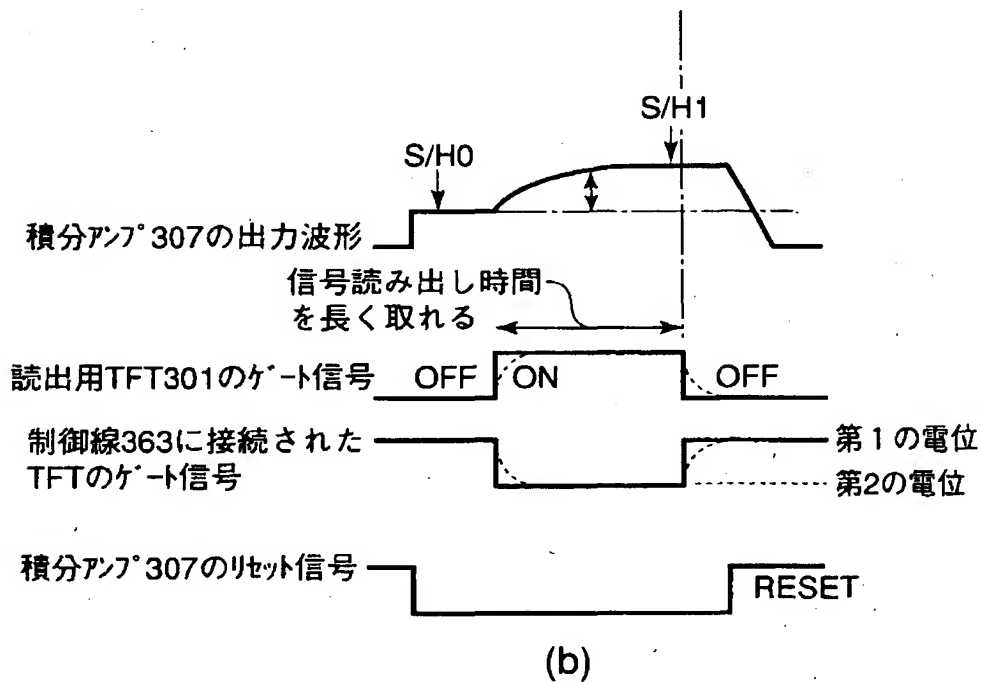 S/H1
S/H0
積分ｱﾝﾌﾟ307の出力波形
信号読み出し時間
を長く取れる
読出用TFT301のｹﾞｰﾄ信号
OFF
ON
OFF
制御線363に接続された
TFTのｹﾞｰﾄ信号
第1の電位
第2の電位
積分ｱﾝﾌﾟ307のﾘｾｯﾄ信号
RESET
(b)